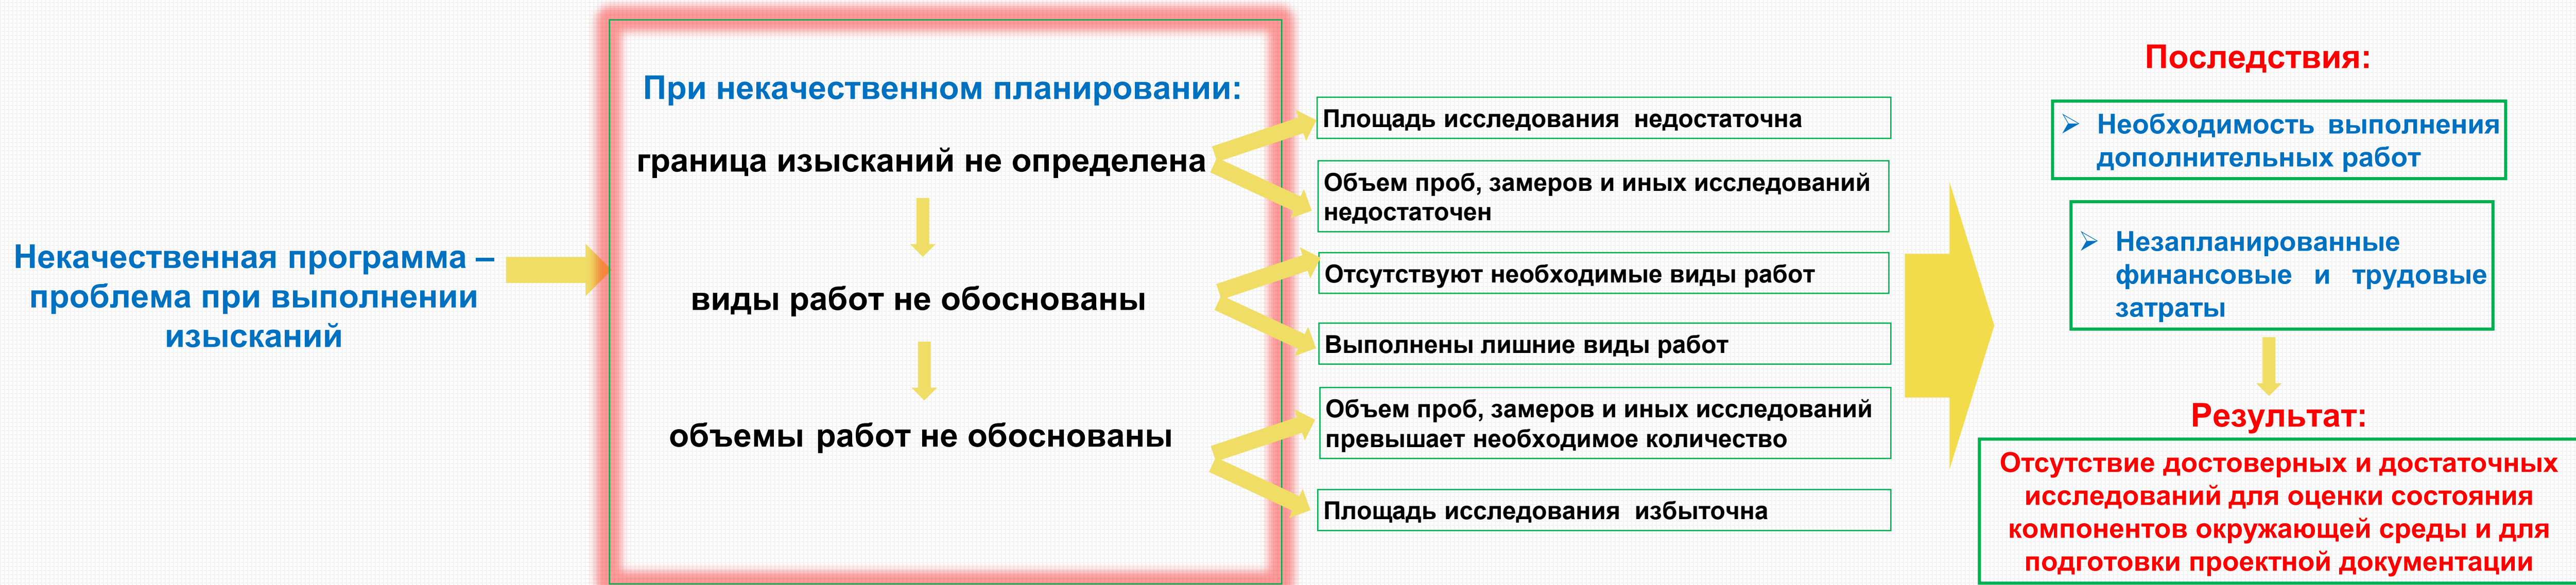 Некачественная программа –
проблема при выполнении
изысканий
При некачественном планировании:
граница изысканий не определена
виды работ не обоснованы
объемы работ не обоснованы
Площадь исследования недостаточна
Объем проб, замеров и иных исследований
недостаточен
Отсутствуют необходимые виды работ
Выполнены лишние виды работ
Объем проб, замеров и иных исследований
превышает необходимое количество
Площадь исследования избыточна
Последствия:
➢ Необходимость выполнения
дополнительных работ
➢ Незапланированные
финансовые и трудовые
затраты
Результат:
Отсутствие достоверных и достаточных
исследований для оценки состояния
компонентов окружающей среды и для
подготовки проектной документации